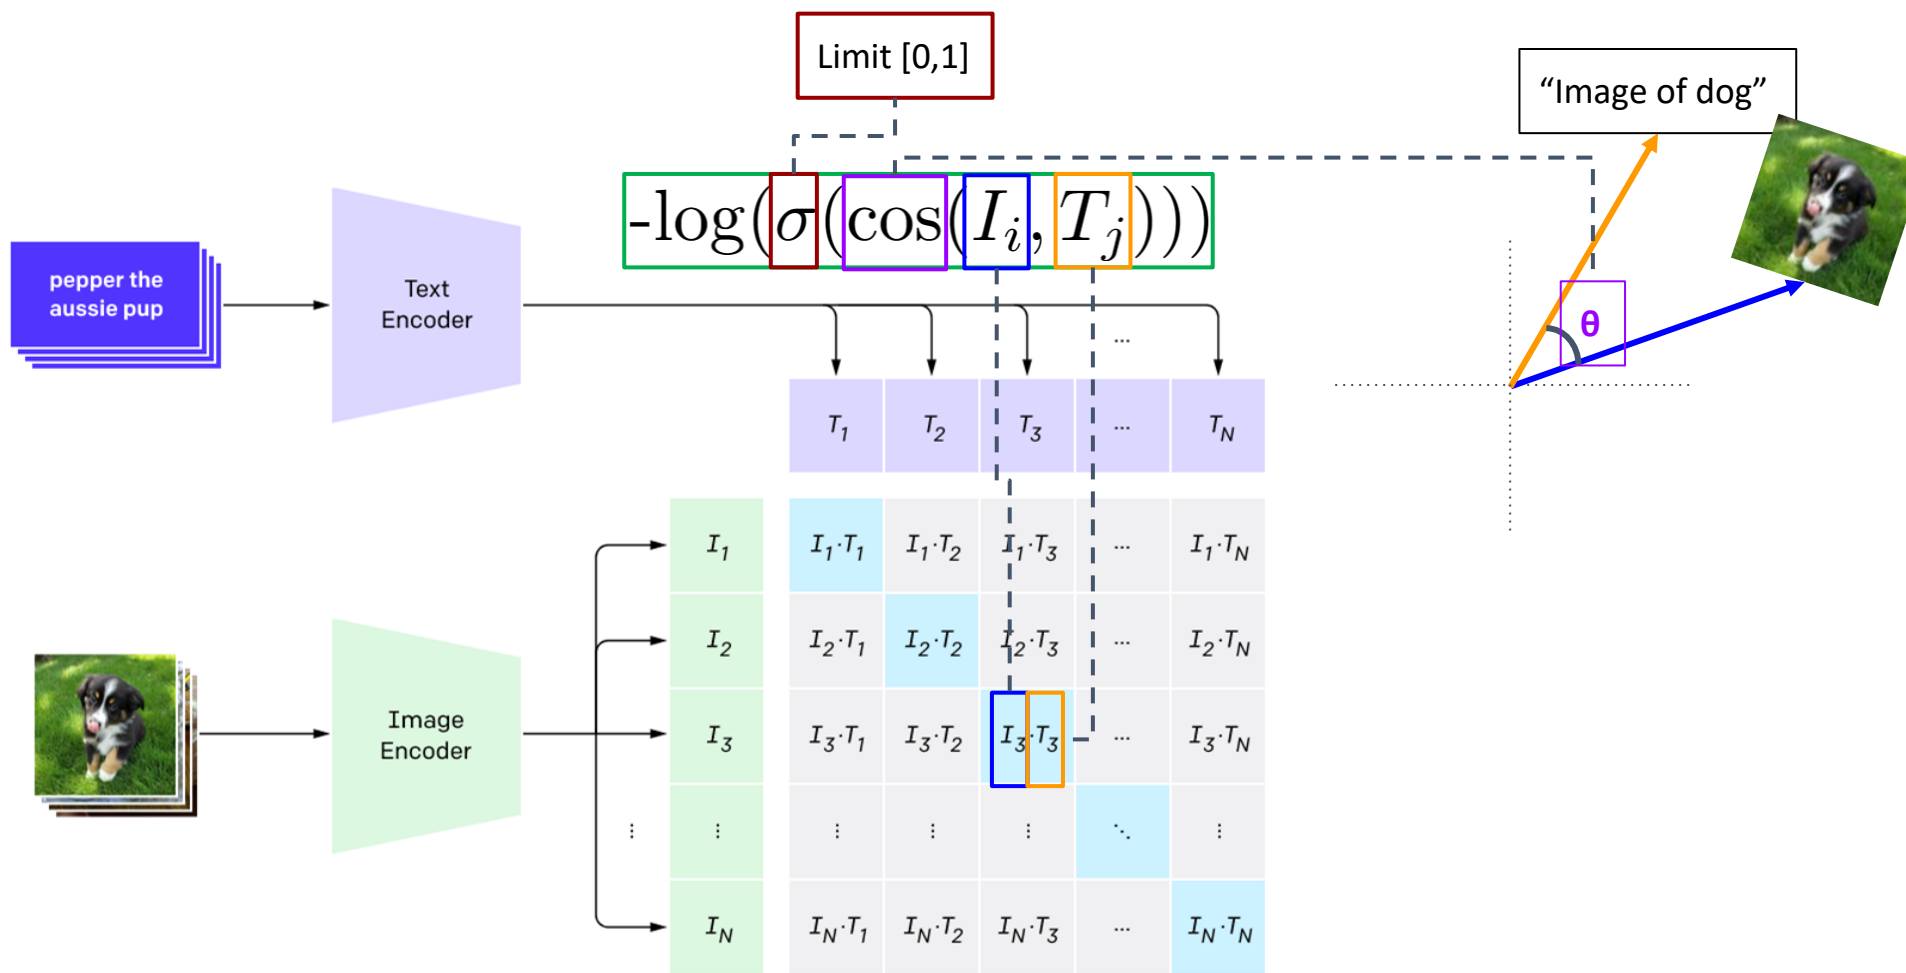 Limit [0,1]
“Image of dog”
-log(σ(cos(I_i, T_j)))
pepper the
aussie pup
Text
Encoder
...
θ
T_1 T_2 T_3 ... T_N
I_1 I_1·T_1 I_1·T_2 I_1·T_3 ... I_1·T_N
I_2 I_2·T_1 I_2·T_2 I_2·T_3 ... I_2·T_N
Image
Encoder
I_3 I_3·T_1 I_3·T_2 I_3·T_3 ... I_3·T_N
⋮ ⋮ ⋮ ⋮ ⋮ ⋱ ⋮
I_N I_N·T_1 I_N·T_2 I_N·T_3 ... I_N·T_N